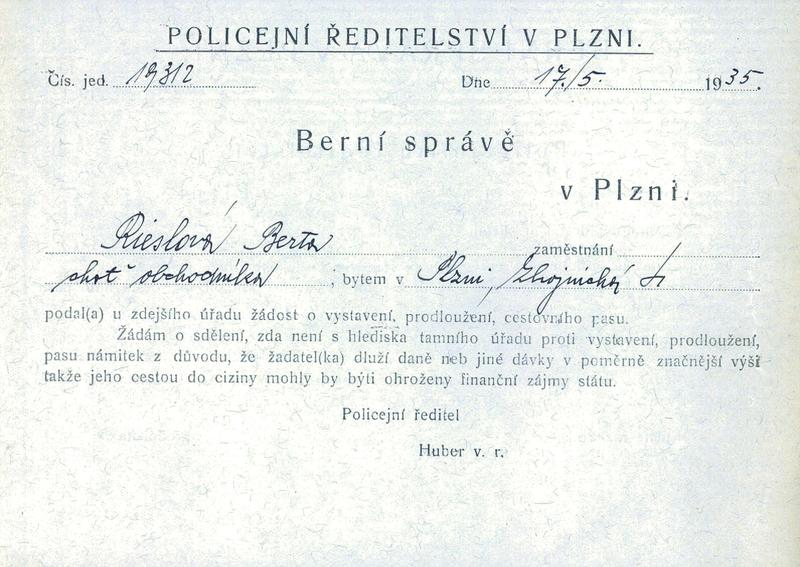 POLICEJNÍ ŘEDITELSTVÍ V PLZNI.
Čís. jed. 19312 Dne 17./5. 1935.
Berní správě
v Plzni.
Rieslová Berta zaměstnání
choť obchodníka , bytem v Plzni,
podal(a) u zdejšího úřadu žádost o vystavení, prodloužení, cestovního pasu.
Žádám o sdělení, zda není s hlediska tamního úřadu proti vystavení, prodloužení,
pasu námitek z důvodu, že žadatel(ka) dluží daně neb jiné dávky v poměrně značnější výši
takže jeho cestou do ciziny mohly by býti ohroženy finanční zájmy státu.
Policejní ředitel
Huber v. r.